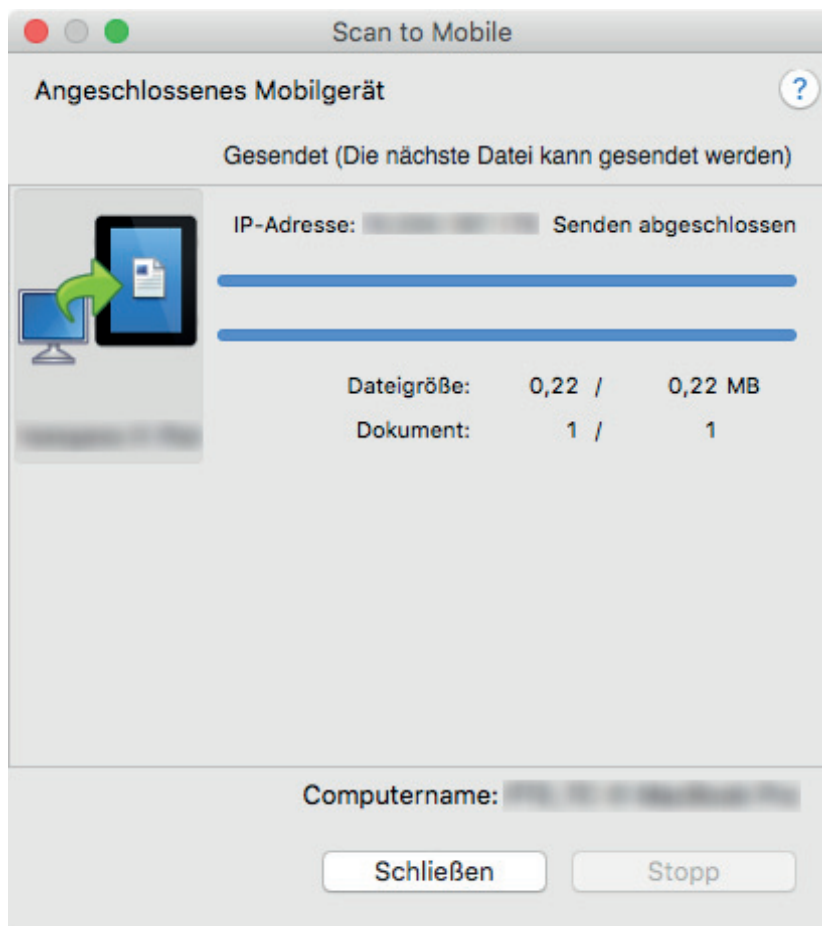 Scan to Mobile
Angeschlossenes Mobilgerät
?
Gesendet (Die nächste Datei kann gesendet werden)
IP-Adresse: Senden abgeschlossen
Dateigröße: 0,22 / 0,22 MB
Dokument: 1 / 1
Computername:
Schließen Stopp